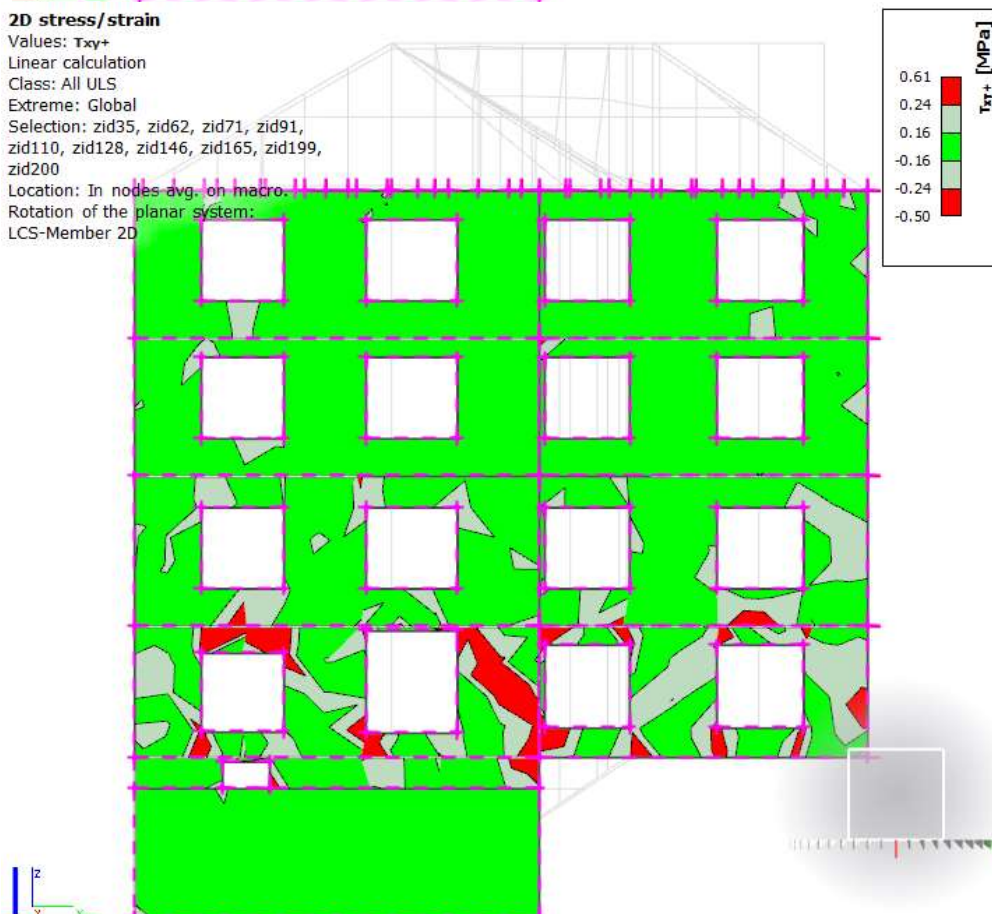 2D stress/strain
Values: τxy+
Linear calculation
Class: All ULS
Extreme: Global
Selection: zid35, zid62, zid71, zid91,
zid110, zid128, zid146, zid165, zid199,
zid200
Location: In nodes avg. on macro.
Rotation of the planar system:
LCS-Member 2D
τxy+ [MPa]
0.61
0.24
0.16
-0.16
-0.24
-0.50
z